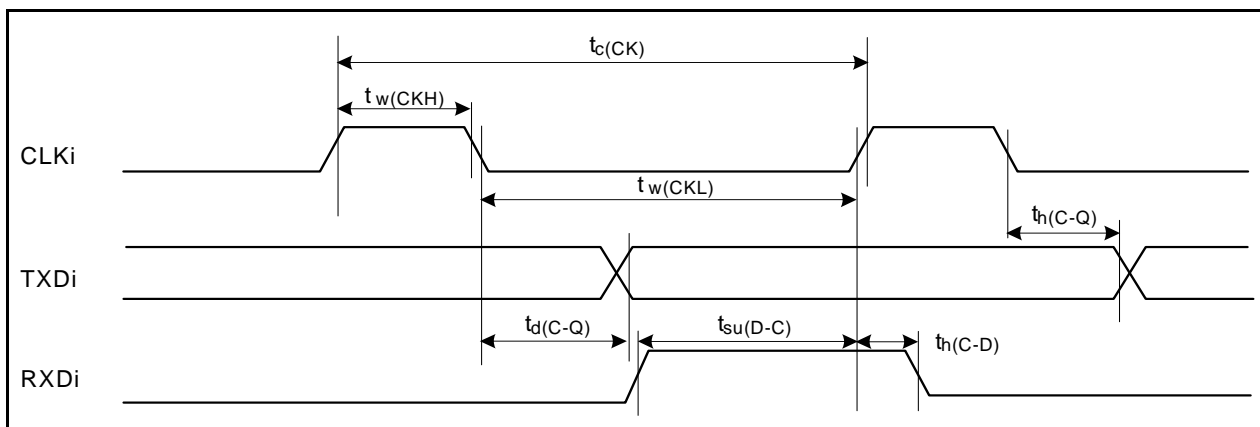 tc(CK)
tw(CKH)
CLKi
tw(CKL)
th(C-Q)
TXDi
td(C-Q)
tsu(D-C)
th(C-D)
RXDi